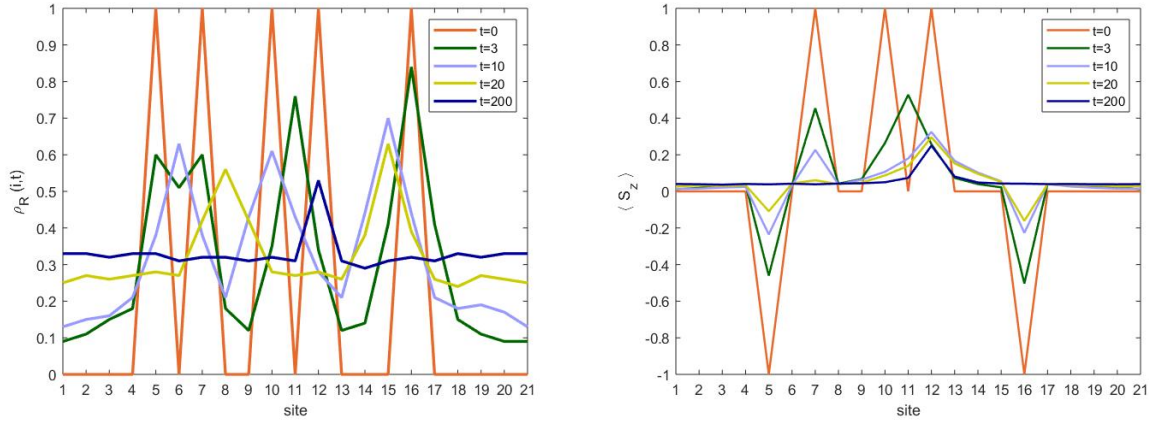 1
0.9
0.8
0.7
0.6
0.5
0.4
0.3
0.2
0.1
0
ρR (i,t)
1 2 3 4 5 6 7 8 9 10 11 12 13 14 15 16 17 18 19 20 21
site
t=0
t=3
t=10
t=20
t=200
1
0.8
0.6
0.4
0.2
0
-0.2
-0.4
-0.6
-0.8
-1
⟨ Sz ⟩
1 2 3 4 5 6 7 8 9 10 11 12 13 14 15 16 17 18 19 20 21
site
t=0
t=3
t=10
t=20
t=200